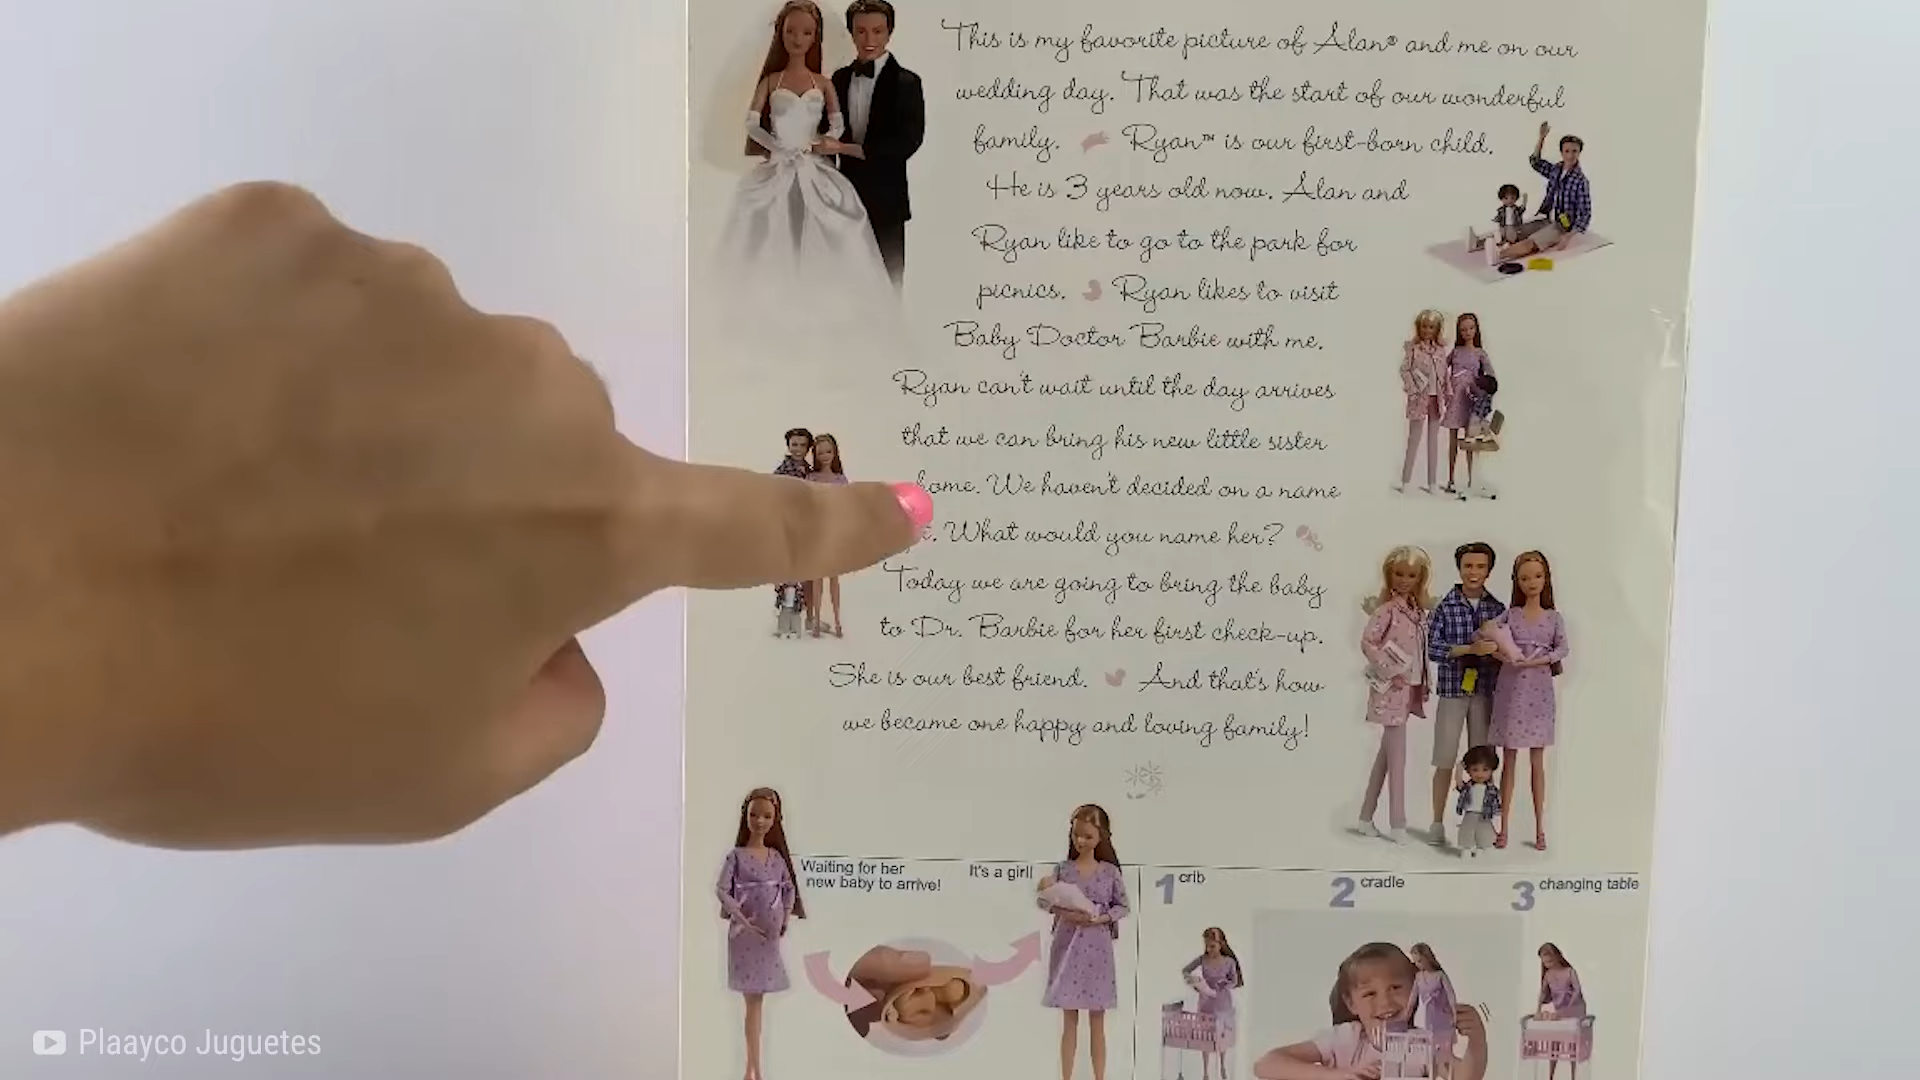 This is my favorite picture of Alan® and me on our
wedding day. That was the start of our wonderful
family. Ryan™ is our first-born child.
He is 3 years old now. Alan and
Ryan like to go to the park for
picnics. Ryan likes to visit
Baby Doctor Barbie with me.
Ryan can't wait until the day arrives
that we can bring his new little sister
home. We haven't decided on a name
What would you name her?
Today we are going to bring the baby
to Dr. Barbie for her first check-up.
She is our best friend. And that's how
we became one happy and loving family!
Waiting for her
new baby to arrive!
It's a girl!
1 crib
2 cradle
3 changing table
Plaayco Juguetes